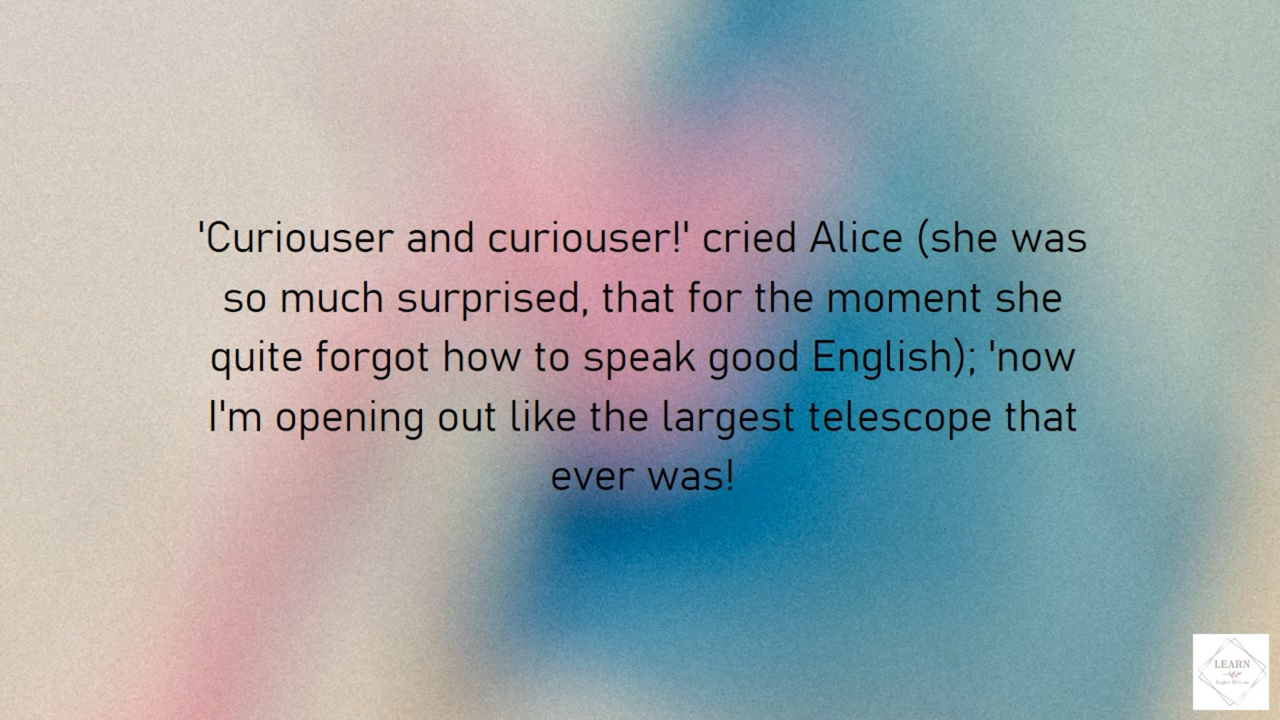 'Curiouser and curiouser!' cried Alice (she was
so much surprised, that for the moment she
quite forgot how to speak good English); 'now
I'm opening out like the largest telescope that
ever was!
LEARN